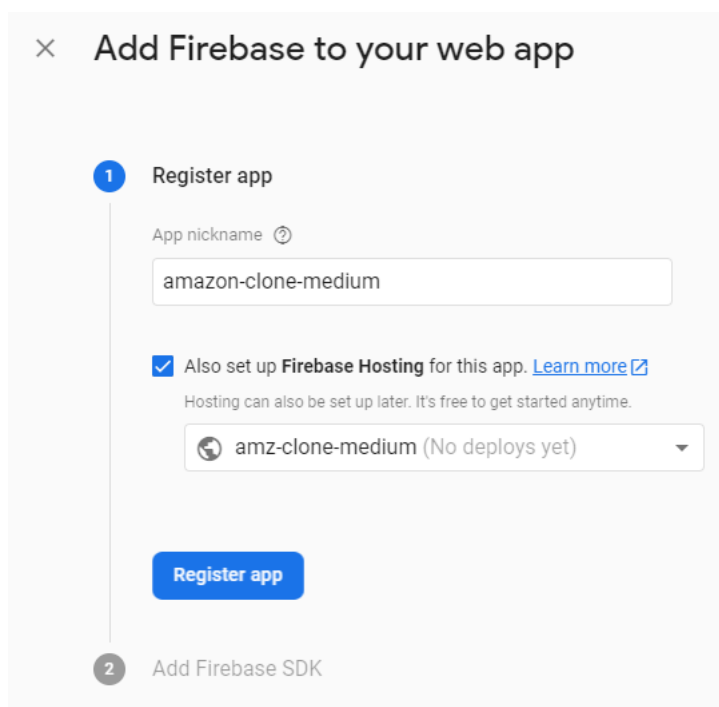 Add Firebase to your web app
1 Register app
App nickname
amazon-clone-medium
Also set up Firebase Hosting for this app. Learn more
Hosting can also be set up later. It's free to get started anytime.
amz-clone-medium (No deploys yet)
Register app
2 Add Firebase SDK